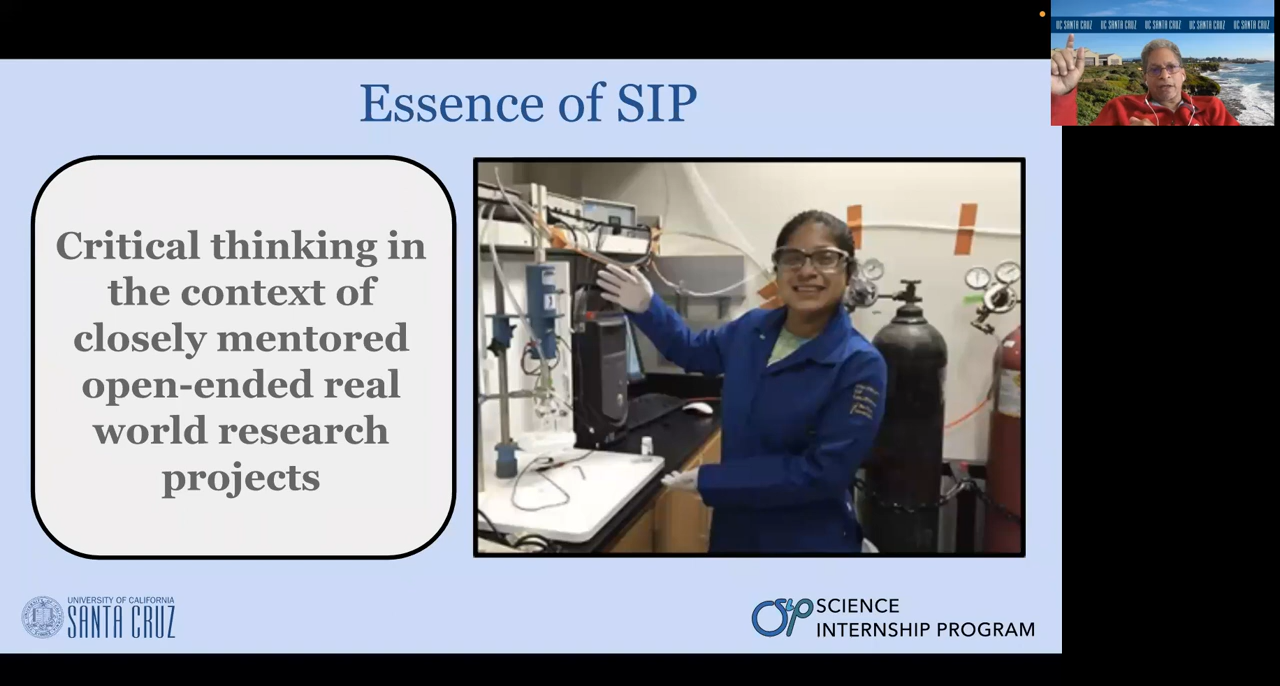 UC SANTA CRUZ UC SANTA CRUZ UC SANTA CRUZ UC SANTA CRUZ UC SANTA CRUZ
Essence of SIP
Critical thinking in
the context of
closely mentored
open-ended real
world research
projects
UNIVERSITY OF CALIFORNIA
SANTA CRUZ
SIP SCIENCE
INTERNSHIP PROGRAM